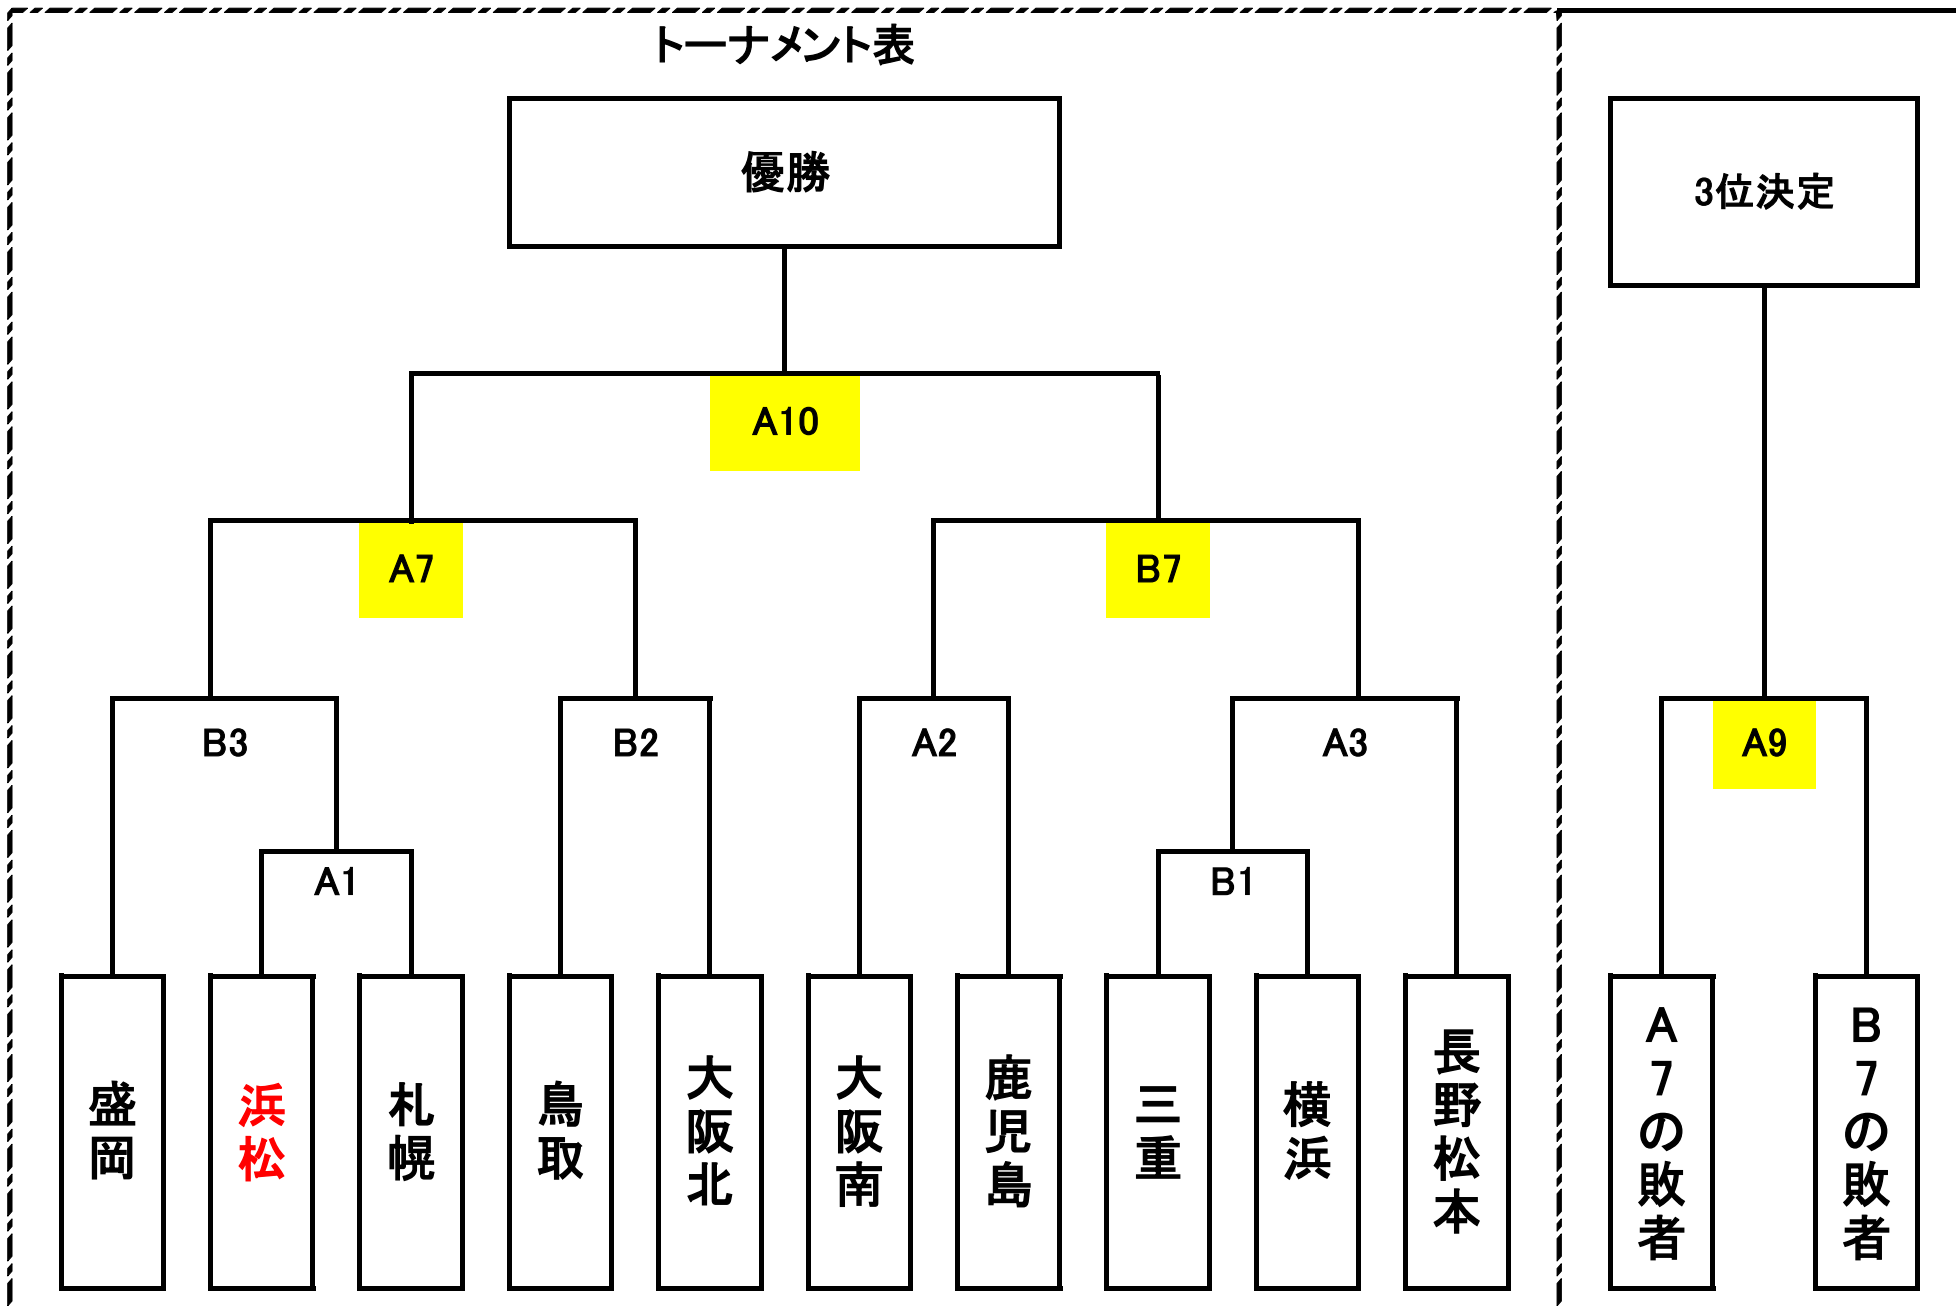 トーナメント表
優勝
3位決定
A10
A7
B7
B3
B2
A2
A3
A9
A1
B1
盛岡
浜松
札幌
鳥取
大阪北
大阪南
鹿児島
三重
横浜
長野松本
A7の敗者
B7の敗者